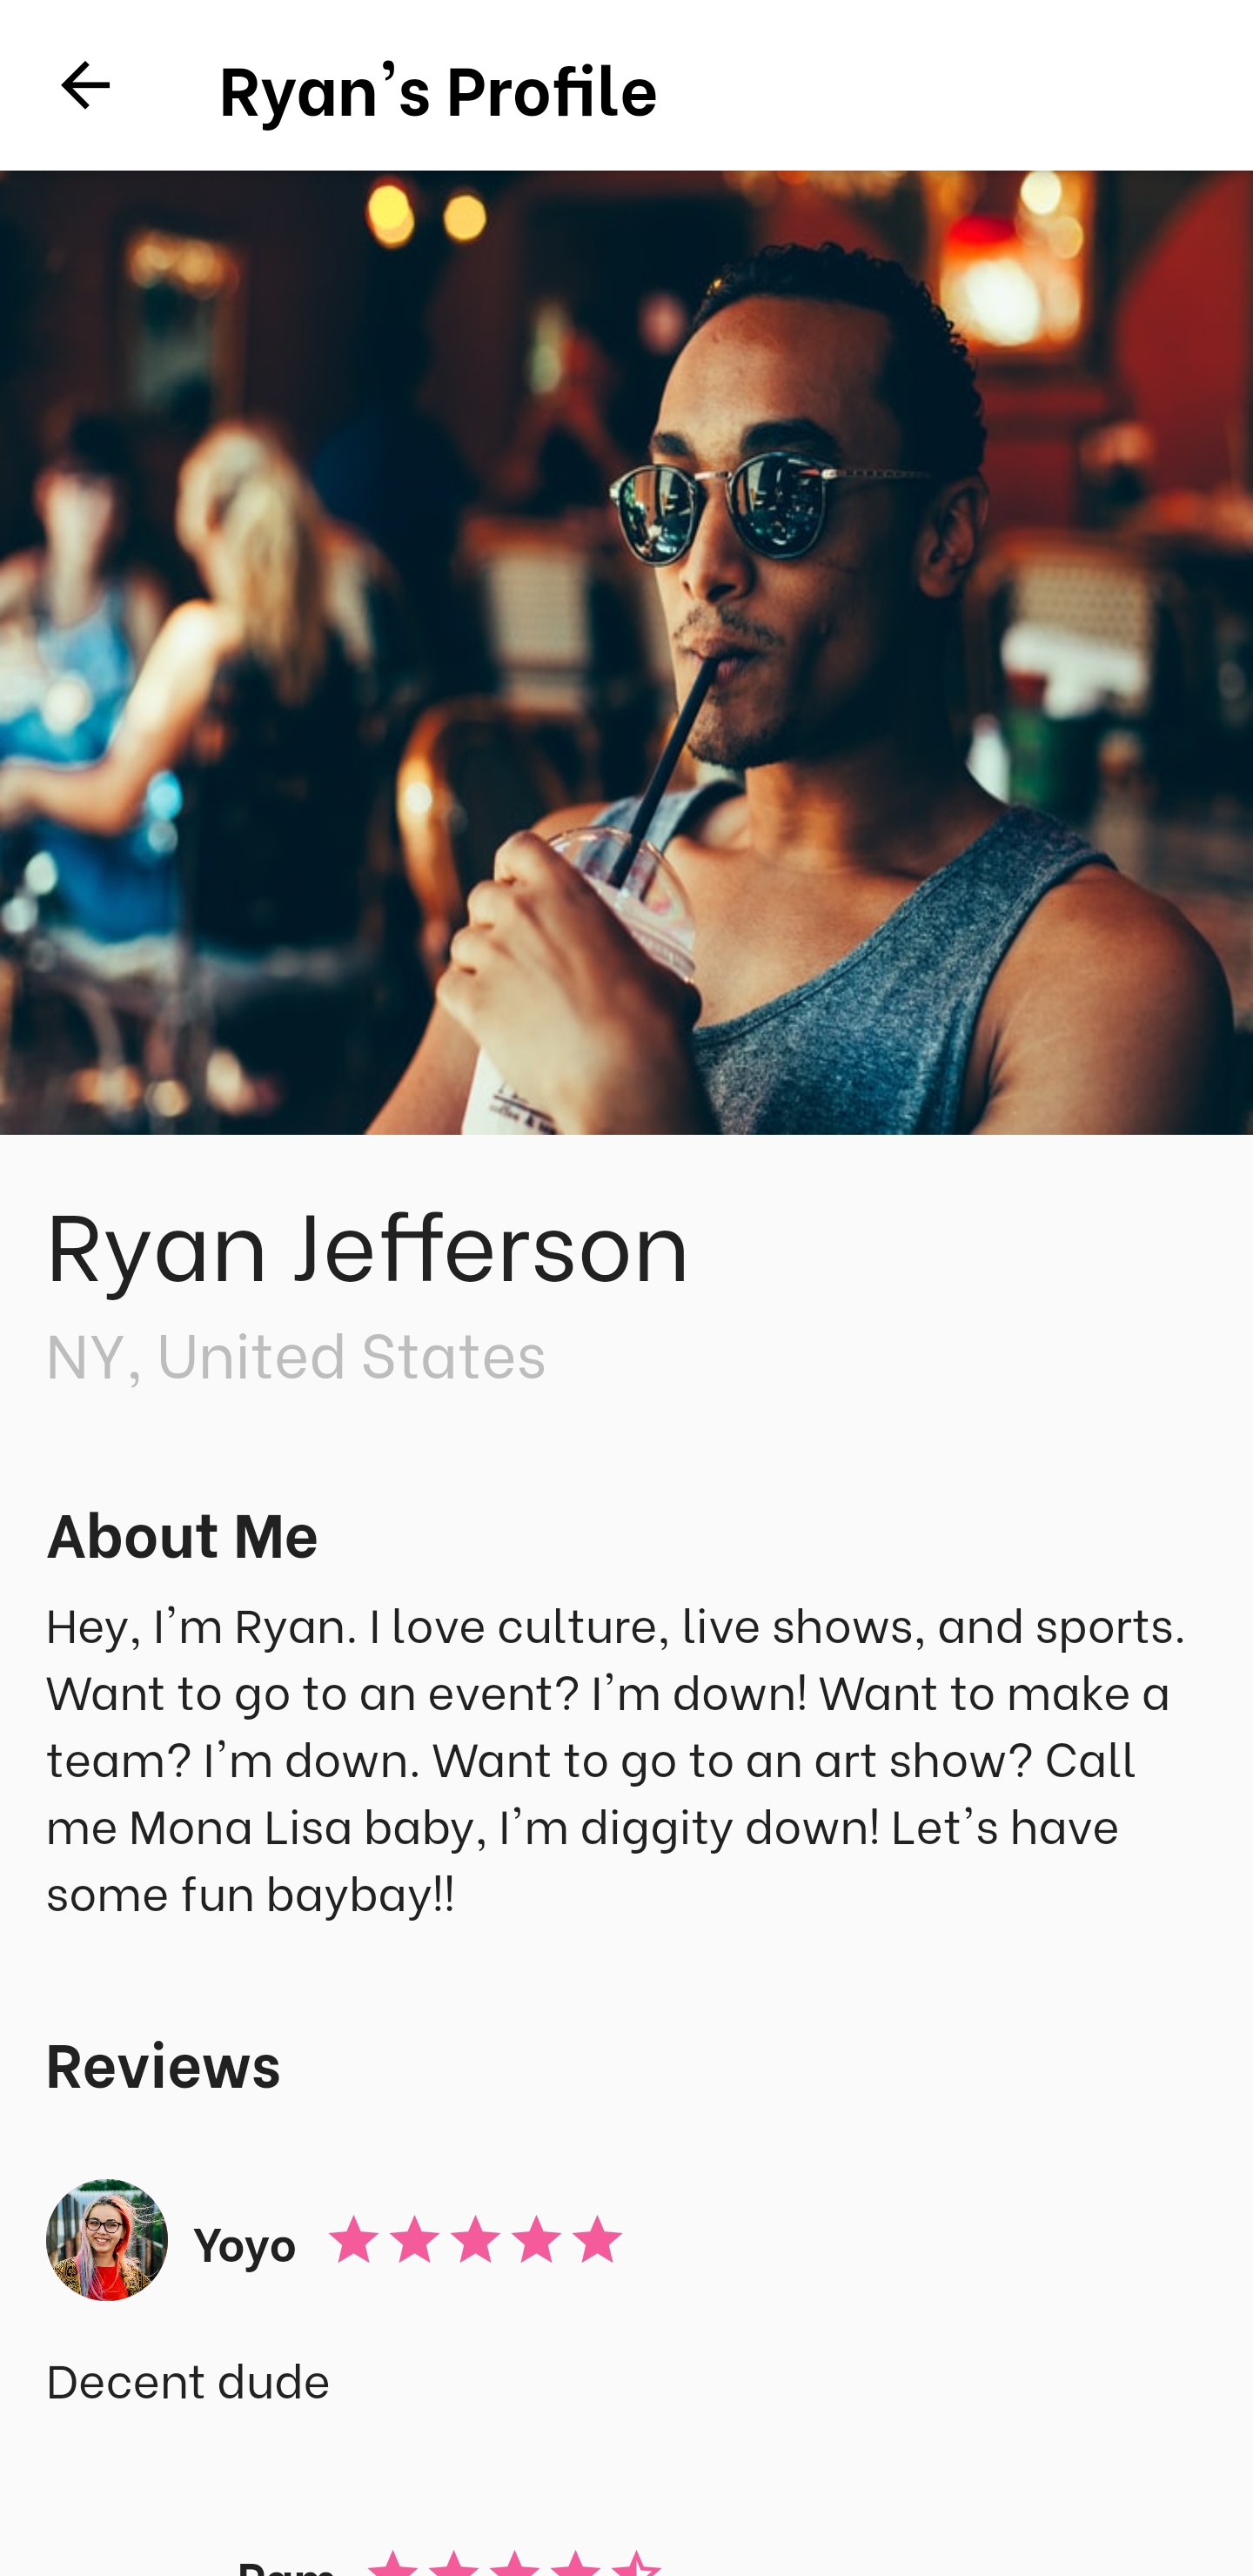 Ryan's Profile
Ryan Jefferson
NY, United States
About Me
Hey, I'm Ryan. I love culture, live shows, and sports.
Want to go to an event? I'm down! Want to make a
team? I'm down. Want to go to an art show? Call
me Mona Lisa baby, I'm diggity down! Let's have
some fun baybay!!
Reviews
Yoyo
Decent dude